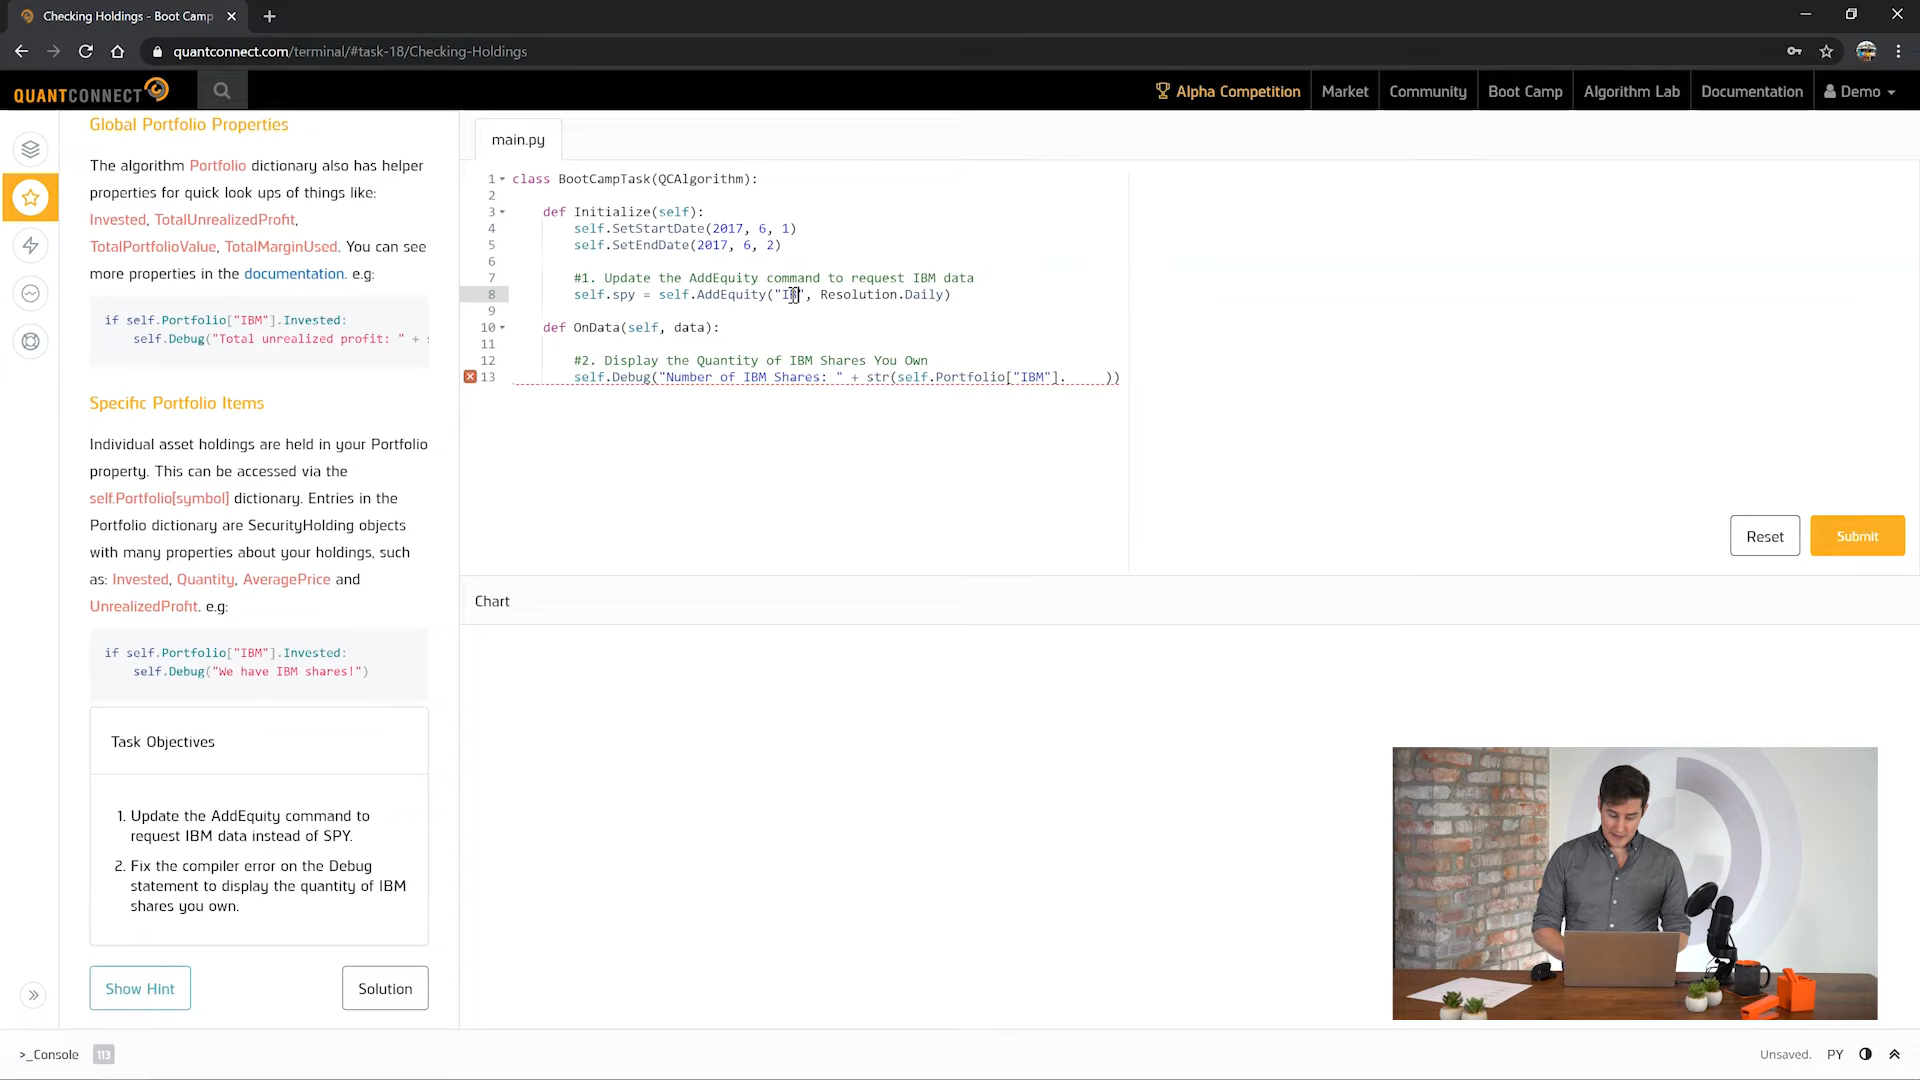 Checking Holdings - Boot Camp
quantconnect.com/terminal/#task-18/Checking-Holdings
QUANTCONNECT
Alpha Competition
Market
Community
Boot Camp
Algorithm Lab
Documentation
Demo
Global Portfolio Properties
The algorithm Portfolio dictionary also has helper
properties for quick look ups of things like:
Invested, TotalUnrealizedProfit,
TotalPortfolioValue, TotalMarginUsed. You can see
more properties in the documentation. e.g:
if self.Portfolio["IBM"].Invested:
self.Debug("Total unrealized profit: " + s
Specific Portfolio Items
Individual asset holdings are held in your Portfolio
property. This can be accessed via the
self.Portfolio[symbol] dictionary. Entries in the
Portfolio dictionary are SecurityHolding objects
with many properties about your holdings, such
as: Invested, Quantity, AveragePrice and
UnrealizedProfit. e.g:
if self.Portfolio["IBM"].Invested:
self.Debug("We have IBM shares!")
Task Objectives
1. Update the AddEquity command to
request IBM data instead of SPY.
2. Fix the compiler error on the Debug
statement to display the quantity of IBM
shares you own.
Show Hint
Solution
main.py
1 class BootCampTask(QCAlgorithm):
2
3 def Initialize(self):
4 self.SetStartDate(2017, 6, 1)
5 self.SetEndDate(2017, 6, 2)
6
7 #1. Update the AddEquity command to request IBM data
8 self.spy = self.AddEquity("IB", Resolution.Daily)
9
10 def OnData(self, data):
11
12 #2. Display the Quantity of IBM Shares You Own
13 self.Debug("Number of IBM Shares: " + str(self.Portfolio["IBM"]. ))
Reset
Submit
Chart
>_Console
113
Unsaved.
PY